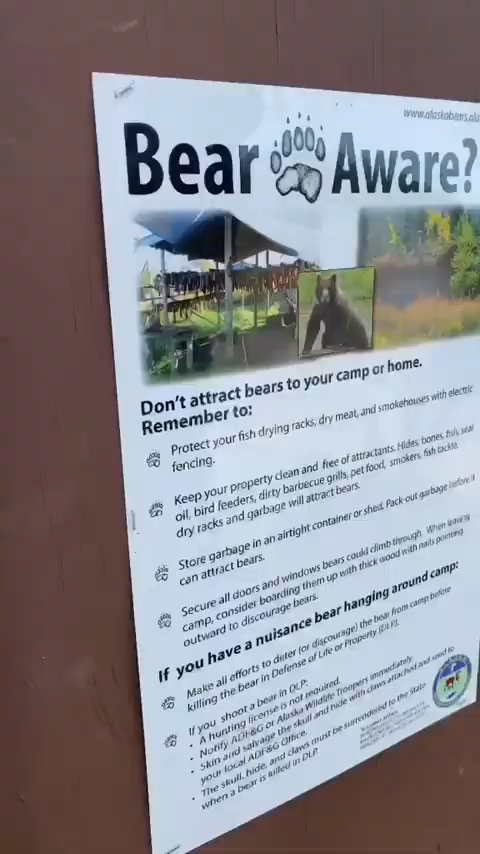 www.alaskabears.ala
Bear Aware?
Don't attract bears to your camp or home.
Remember to:
Protect your fish drying racks, dry meat, and smokehouses with electric
fencing.
Keep your property clean and free of attractants. Hides, bones, fish, seal
oil, bird feeders, dirty barbecue grills, pet food, smokers, fish tackle,
dry racks and garbage will attract bears.
Store garbage in an airtight container or shed. Pack-out garbage before it
can attract bears.
Secure all doors and windows bears could climb through. When leaving
camp, consider boarding them up with thick wood with nails pointing
outward to discourage bears.
If you have a nuisance bear hanging around camp:
Make all efforts to deter (or discourage) the bear from camp before
killing the bear in Defense of Life or Property (DLP).
If you shoot a bear in DLP:
• A hunting license is not required.
• Notify ADF&G or Alaska Wildlife Troopers immediately.
• Skin and salvage the skull and hide with claws attached and send to
your local ADF&G Office.
• The skull, hide, and claws must be surrendered to the State
when a bear is killed in DLP.